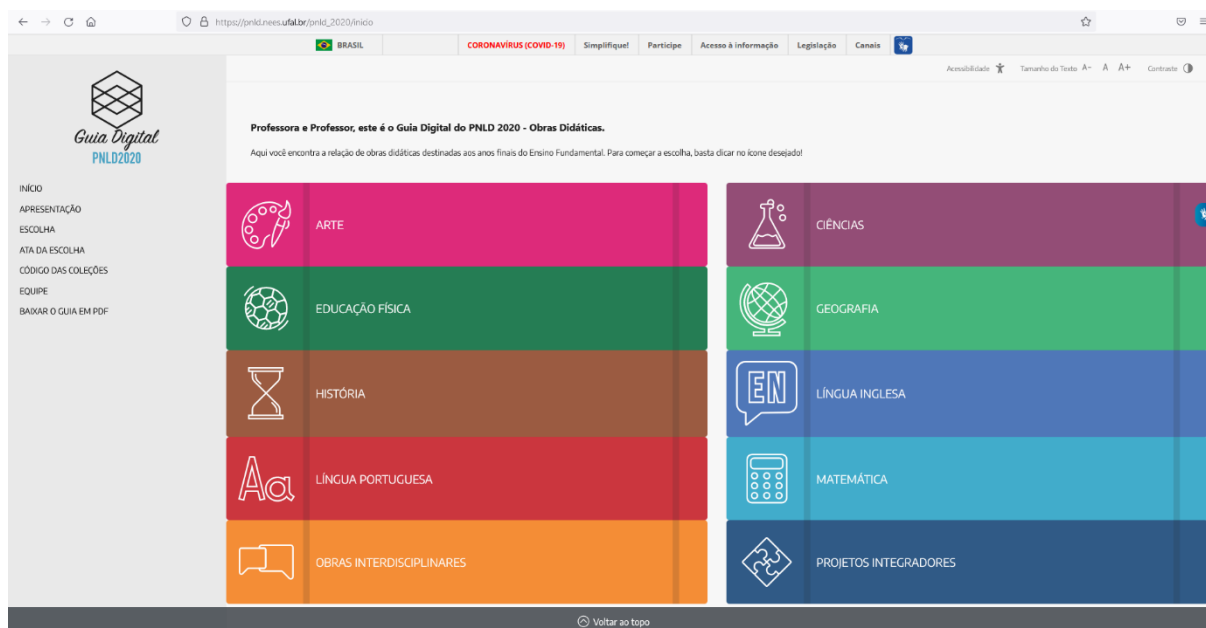 https://pnld.nees.ufal.br/pnld_2020/inicio
BRASIL CORONAVÍRUS (COVID-19) Simplifique! Participe Acesso à informação Legislação Canais
Acessibilidade Tamanho do Texto A- A A+ Contraste
Guia Digital
PNLD2020
INÍCIO
APRESENTAÇÃO
ESCOLHA
ATA DA ESCOLHA
CÓDIGO DAS COLEÇÕES
EQUIPE
BAIXAR O GUIA EM PDF
Professora e Professor, este é o Guia Digital do PNLD 2020 - Obras Didáticas.
Aqui você encontra a relação de obras didáticas destinadas aos anos finais do Ensino Fundamental. Para começar a escolha, basta clicar no ícone desejado!
ARTE
CIÊNCIAS
EDUCAÇÃO FÍSICA
GEOGRAFIA
HISTÓRIA
EN LÍNGUA INGLESA
Aa LÍNGUA PORTUGUESA
MATEMÁTICA
OBRAS INTERDISCIPLINARES
PROJETOS INTEGRADORES
Voltar ao topo